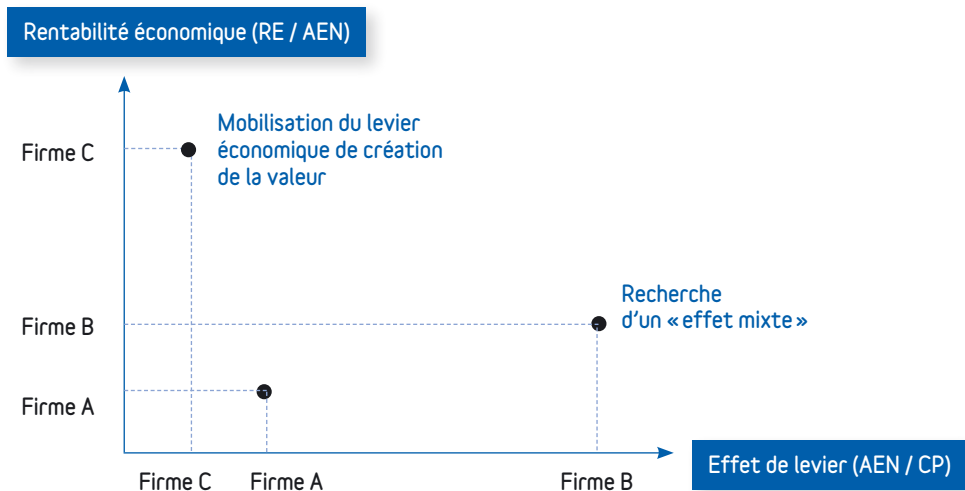 Rentabilité économique (RE / AEN)
Mobilisation du levier
économique de création
de la valeur
Firme C
Recherche
d'un « effet mixte »
Firme B
Firme A
Effet de levier (AEN / CP)
Firme C
Firme A
Firme B